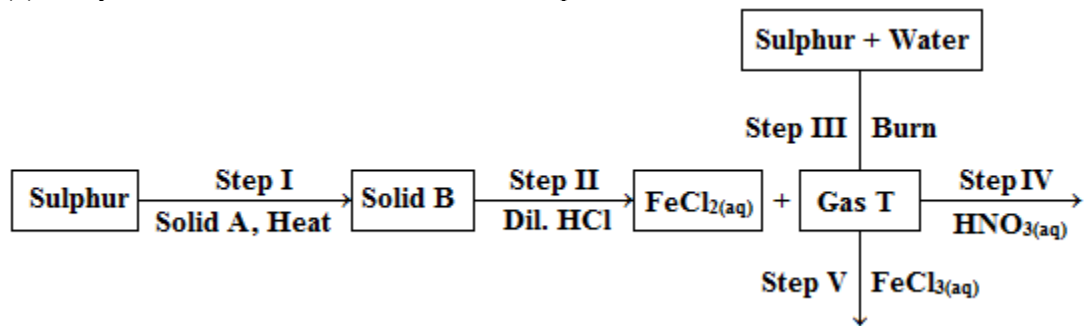 Sulphur + Water
Step III Burn
Sulphur Step I Solid A, Heat Solid B Step II Dil. HCl FeCl2(aq) + Gas T Step IV HNO3(aq)
Step V FeCl3(aq)